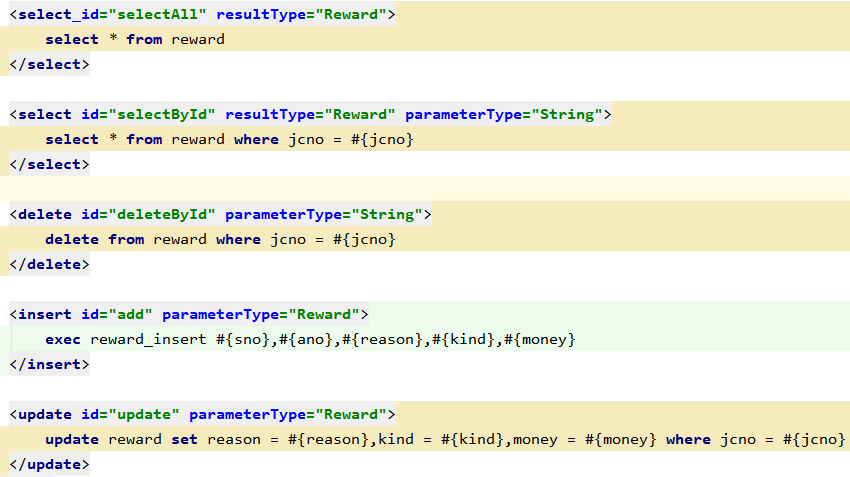 <select_id="selectAll" resultType="Reward">
select * from reward
</select>
<select id="selectById" resultType="Reward" parameterType="String">
select * from reward where jcno = #{jcno}
</select>
<delete id="deleteById" parameterType="String">
delete from reward where jcno = #{jcno}
</delete>
<insert id="add" parameterType="Reward">
exec reward_insert #{sno},#{ano},#{reason},#{kind},#{money}
</insert>
<update id="update" parameterType="Reward">
update reward set reason = #{reason},kind = #{kind},money = #{money} where jcno = #{jcno}
</update>